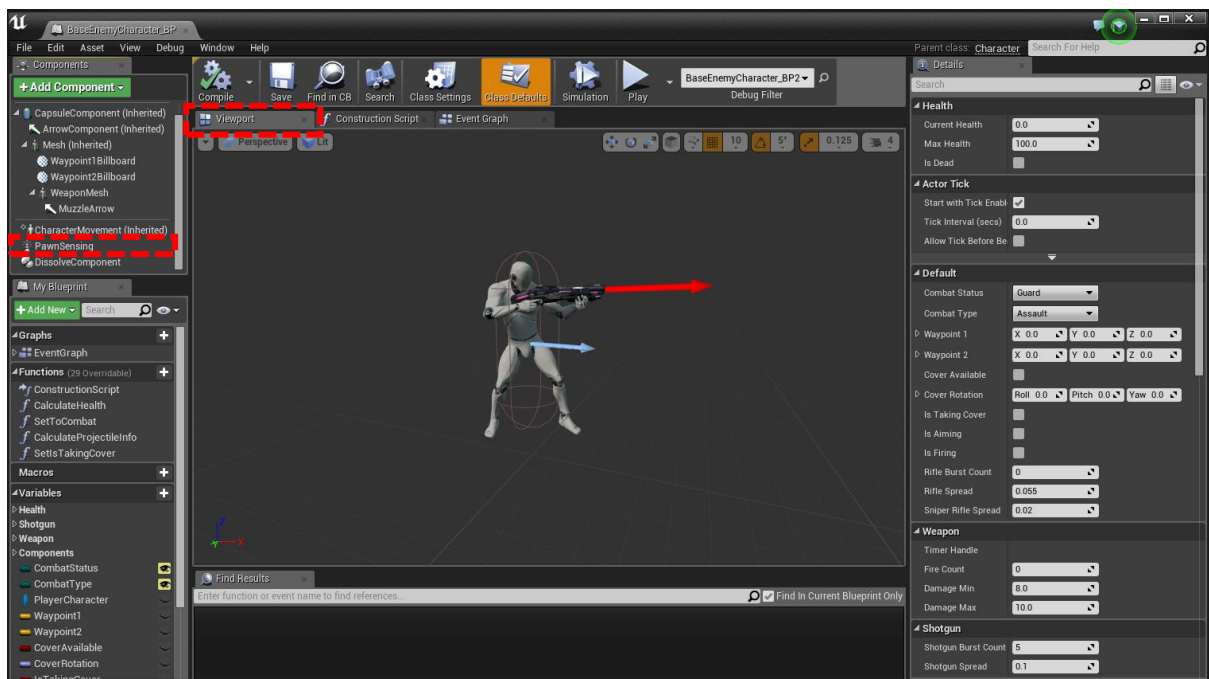 BaseEnemyCharacter_BP
File Edit Asset View Debug Window Help
Parent class: Character Search For Help
Components
+Add Component
CapsuleComponent (Inherited)
ArrowComponent (Inherited)
Mesh (Inherited)
Waypoint1Billboard
Waypoint2Billboard
WeaponMesh
MuzzleArrow
CharacterMovement (Inherited)
PawnSensing
DissolveComponent
My Blueprint
+Add New Search
Graphs
EventGraph
Functions (29 Overridable)
ConstructionScript
CalculateHealth
SetToCombat
CalculateProjectileInfo
SetIsTakingCover
Macros
Variables
Health
Shotgun
Weapon
Components
CombatStatus
CombatType
PlayerCharacter
Waypoint1
Waypoint2
CoverAvailable
CoverRotation
IsTakingCover
Compile Save Find in CB Search Class Settings Class Defaults Simulation Play
BaseEnemyCharacter_BP2
Debug Filter
Viewport Construction Script Event Graph
Perspective Lit 10 5° 0.125 4
Z
X
Y
Find Results
Enter function or event name to find references...
Find In Current Blueprint Only
Details
Search
Health
Current Health 0.0
Max Health 100.0
Is Dead
Actor Tick
Start with Tick Enabl
Tick Interval (secs) 0.0
Allow Tick Before Be
Default
Combat Status Guard
Combat Type Assault
Waypoint 1 X 0.0 Y 0.0 Z 0.0
Waypoint 2 X 0.0 Y 0.0 Z 0.0
Cover Available
Cover Rotation Roll 0.0 Pitch 0.0 Yaw 0.0
Is Taking Cover
Is Aiming
Is Firing
Rifle Burst Count 0
Rifle Spread 0.055
Sniper Rifle Spread 0.02
Weapon
Timer Handle
Fire Count 0
Damage Min 8.0
Damage Max 10.0
Shotgun
Shotgun Burst Count 5
Shotgun Spread 0.1